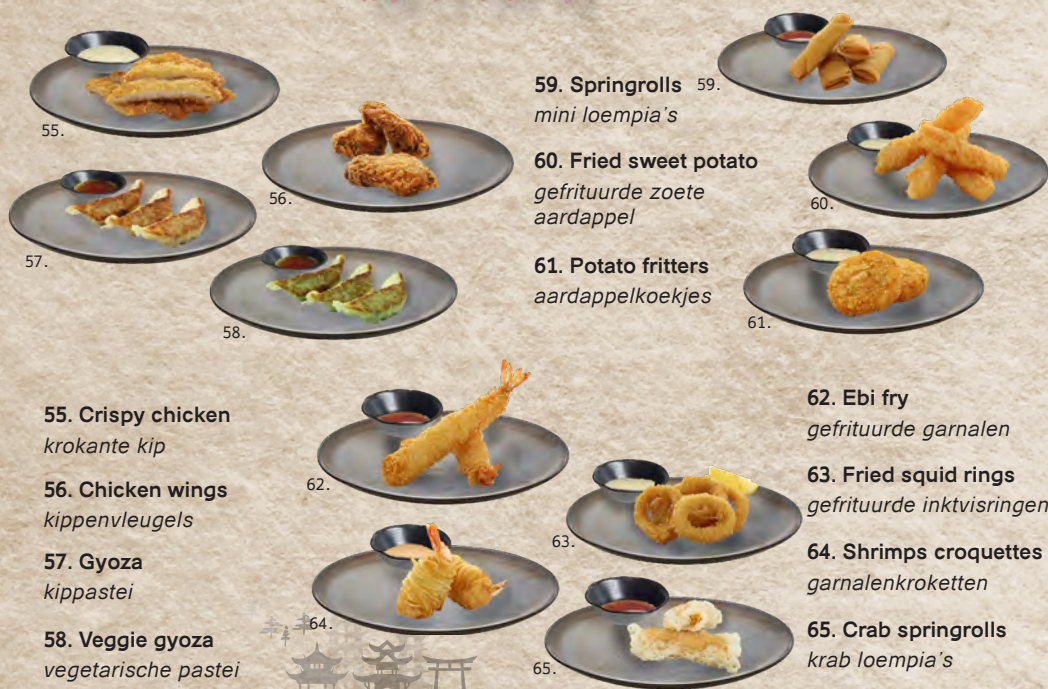 55.
56.
57.
58.
59. Springrolls
mini loempia's
60. Fried sweet potato
gefrituurde zoete
aardappel
61. Potato fritters
aardappelkoekjes
59.
60.
61.
55. Crispy chicken
krokante kip
56. Chicken wings
kippenvleugels
57. Gyoza
kippastei
58. Veggie gyoza
vegetarische pastei
62.
63.
64.
65.
62. Ebi fry
gefrituurde garnalen
63. Fried squid rings
gefrituurde inktvisringen
64. Shrimps croquettes
garnalenkroketten
65. Crab springrolls
krab loempia's